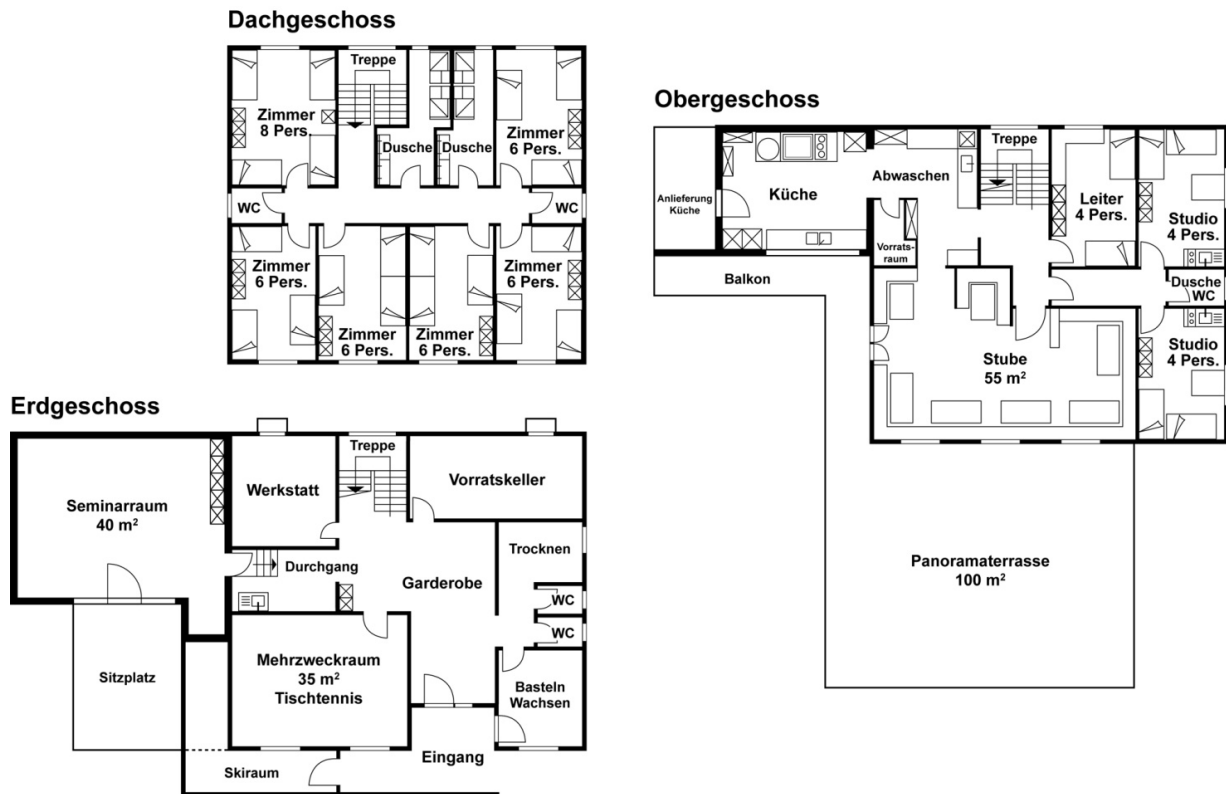 Dachgeschoss
Treppe
Zimmer
8 Pers.
Dusche
Dusche
Zimmer
6 Pers.
WC
WC
Zimmer
6 Pers.
Zimmer
6 Pers.
Zimmer
6 Pers.
Zimmer
6 Pers.
Obergeschoss
Treppe
Anlieferung
Küche
Küche
Abwaschen
Leiter
4 Pers.
Studio
4 Pers.
Vorrats-
raum
Balkon
Dusche
WC
Stube
55 m²
Studio
4 Pers.
Panoramaterrasse
100 m²
Erdgeschoss
Treppe
Seminarraum
40 m²
Werkstatt
Vorratskeller
Durchgang
Garderobe
Trocknen
WC
WC
Sitzplatz
Mehrzweckraum
35 m²
Tischtennis
Basteln
Wachsen
Eingang
Skiraum